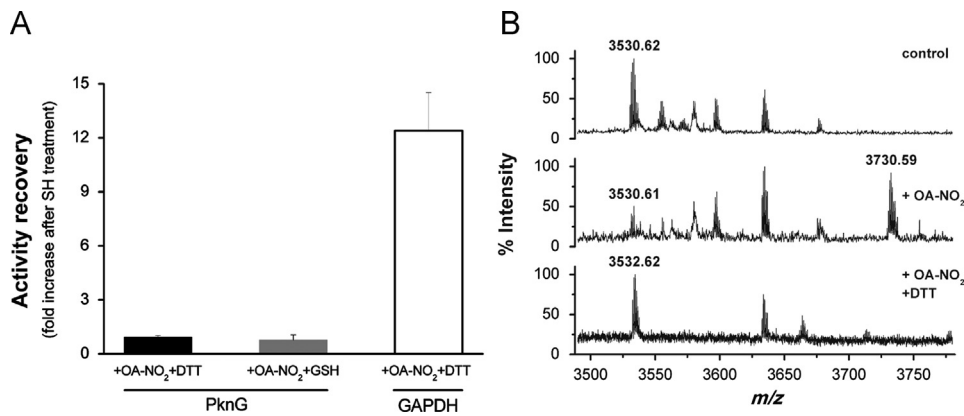 A
Activity recovery
(fold increase after SH treatment)
15
12
9
6
3
0
+OA-NO₂+DTT
+OA-NO₂+GSH
+OA-NO₂+DTT
PknG
GAPDH
B
% Intensity
3530.62
control
100
50
0
3730.59
3530.61
+ OA-NO₂
100
50
0
3532.62
+ OA-NO₂
+DTT
100
50
0
3500
3550
3600
3650
3700
3750
m/z